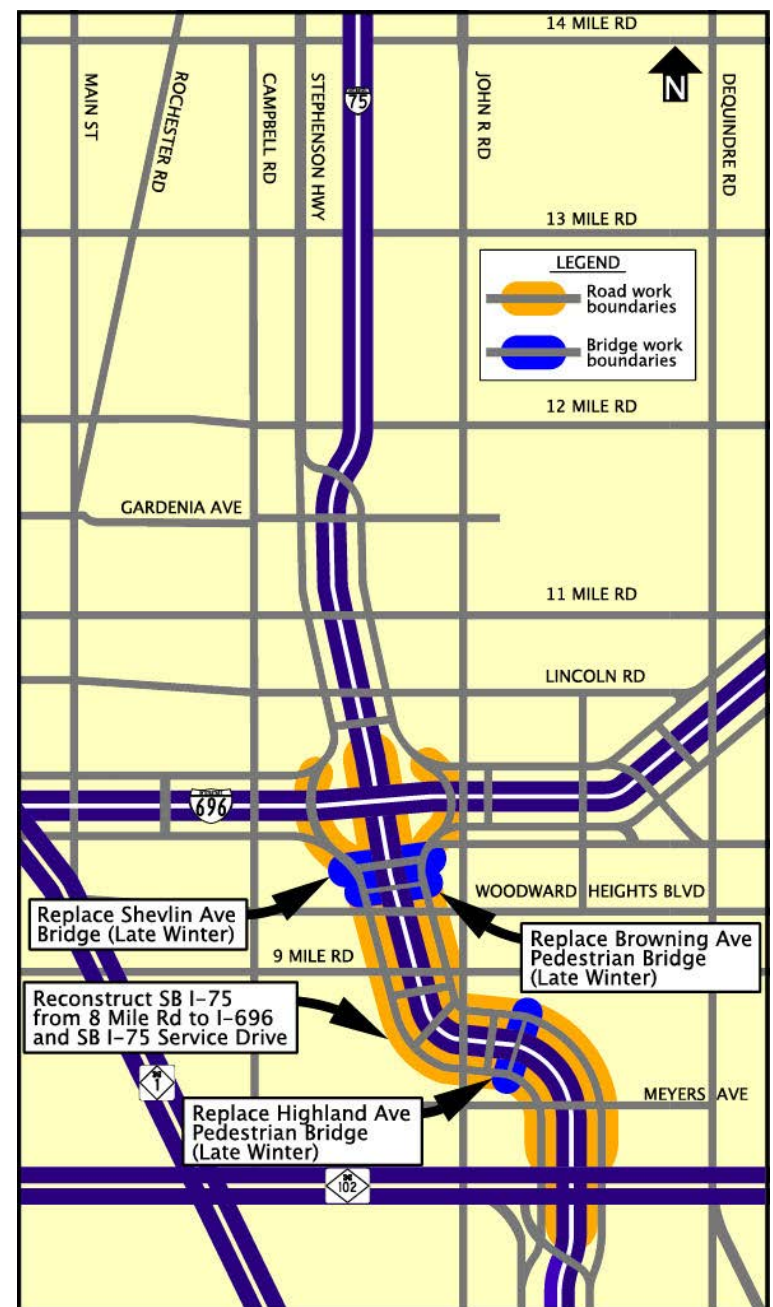 14 MILE RD
N
MAIN ST
ROCHESTER RD
CAMPBELL RD
STEPHENSON HWY
75
JOHN R RD
DEQUINDRE RD
13 MILE RD
LEGEND
Road work
boundaries
Bridge work
boundaries
12 MILE RD
GARDENIA AVE
11 MILE RD
LINCOLN RD
696
WOODWARD HEIGHTS BLVD
Replace Shevlin Ave
Bridge (Late Winter)
Replace Browning Ave
Pedestrian Bridge
(Late Winter)
9 MILE RD
Reconstruct SB I-75
from 8 Mile Rd to I-696
and SB I-75 Service Drive
M
1
MEYERS AVE
Replace Highland Ave
Pedestrian Bridge
(Late Winter)
M
102